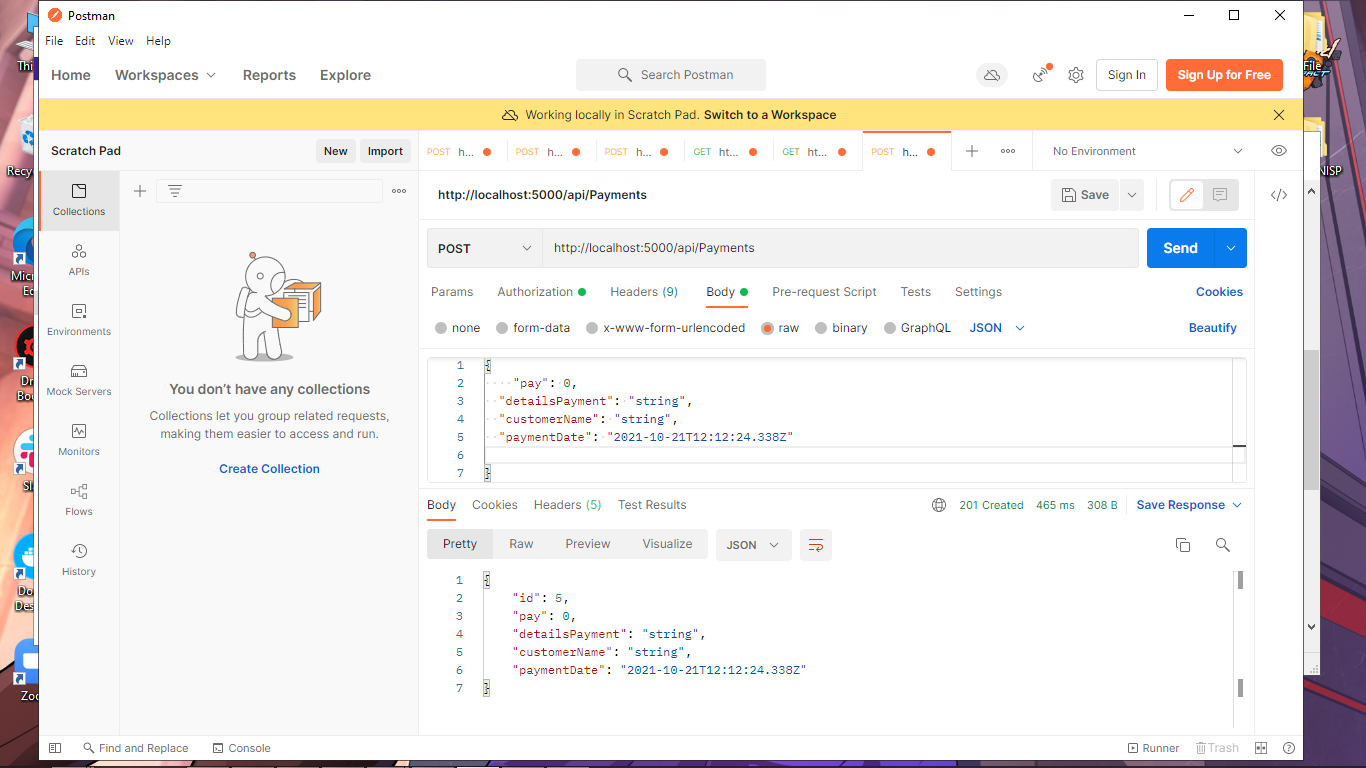 Postman
File Edit View Help
Home Workspaces Reports Explore Search Postman Sign In Sign Up for Free
Working locally in Scratch Pad. Switch to a Workspace
Scratch Pad New Import
POST h... POST h... POST h... GET ht... GET ht... POST h... No Environment
Collections
APIs
Environments
Mock Servers
Monitors
Flows
History
You don't have any collections
Collections let you group related requests,
making them easier to access and run.
Create Collection
http://localhost:5000/api/Payments Save
POST http://localhost:5000/api/Payments Send
Params Authorization Headers (9) Body Pre-request Script Tests Settings Cookies
none form-data x-www-form-urlencoded raw binary GraphQL JSON Beautify
1 {
2 "pay": 0,
3 "detailsPayment": "string",
4 "customerName": "string",
5 "paymentDate": "2021-10-21T12:12:24.338Z"
6
7 }
Body Cookies Headers (5) Test Results 201 Created 465 ms 308 B Save Response
Pretty Raw Preview Visualize JSON
1 {
2 "id": 5,
3 "pay": 0,
4 "detailsPayment": "string",
5 "customerName": "string",
6 "paymentDate": "2021-10-21T12:12:24.338Z"
7 }
Find and Replace Console Runner Trash
File